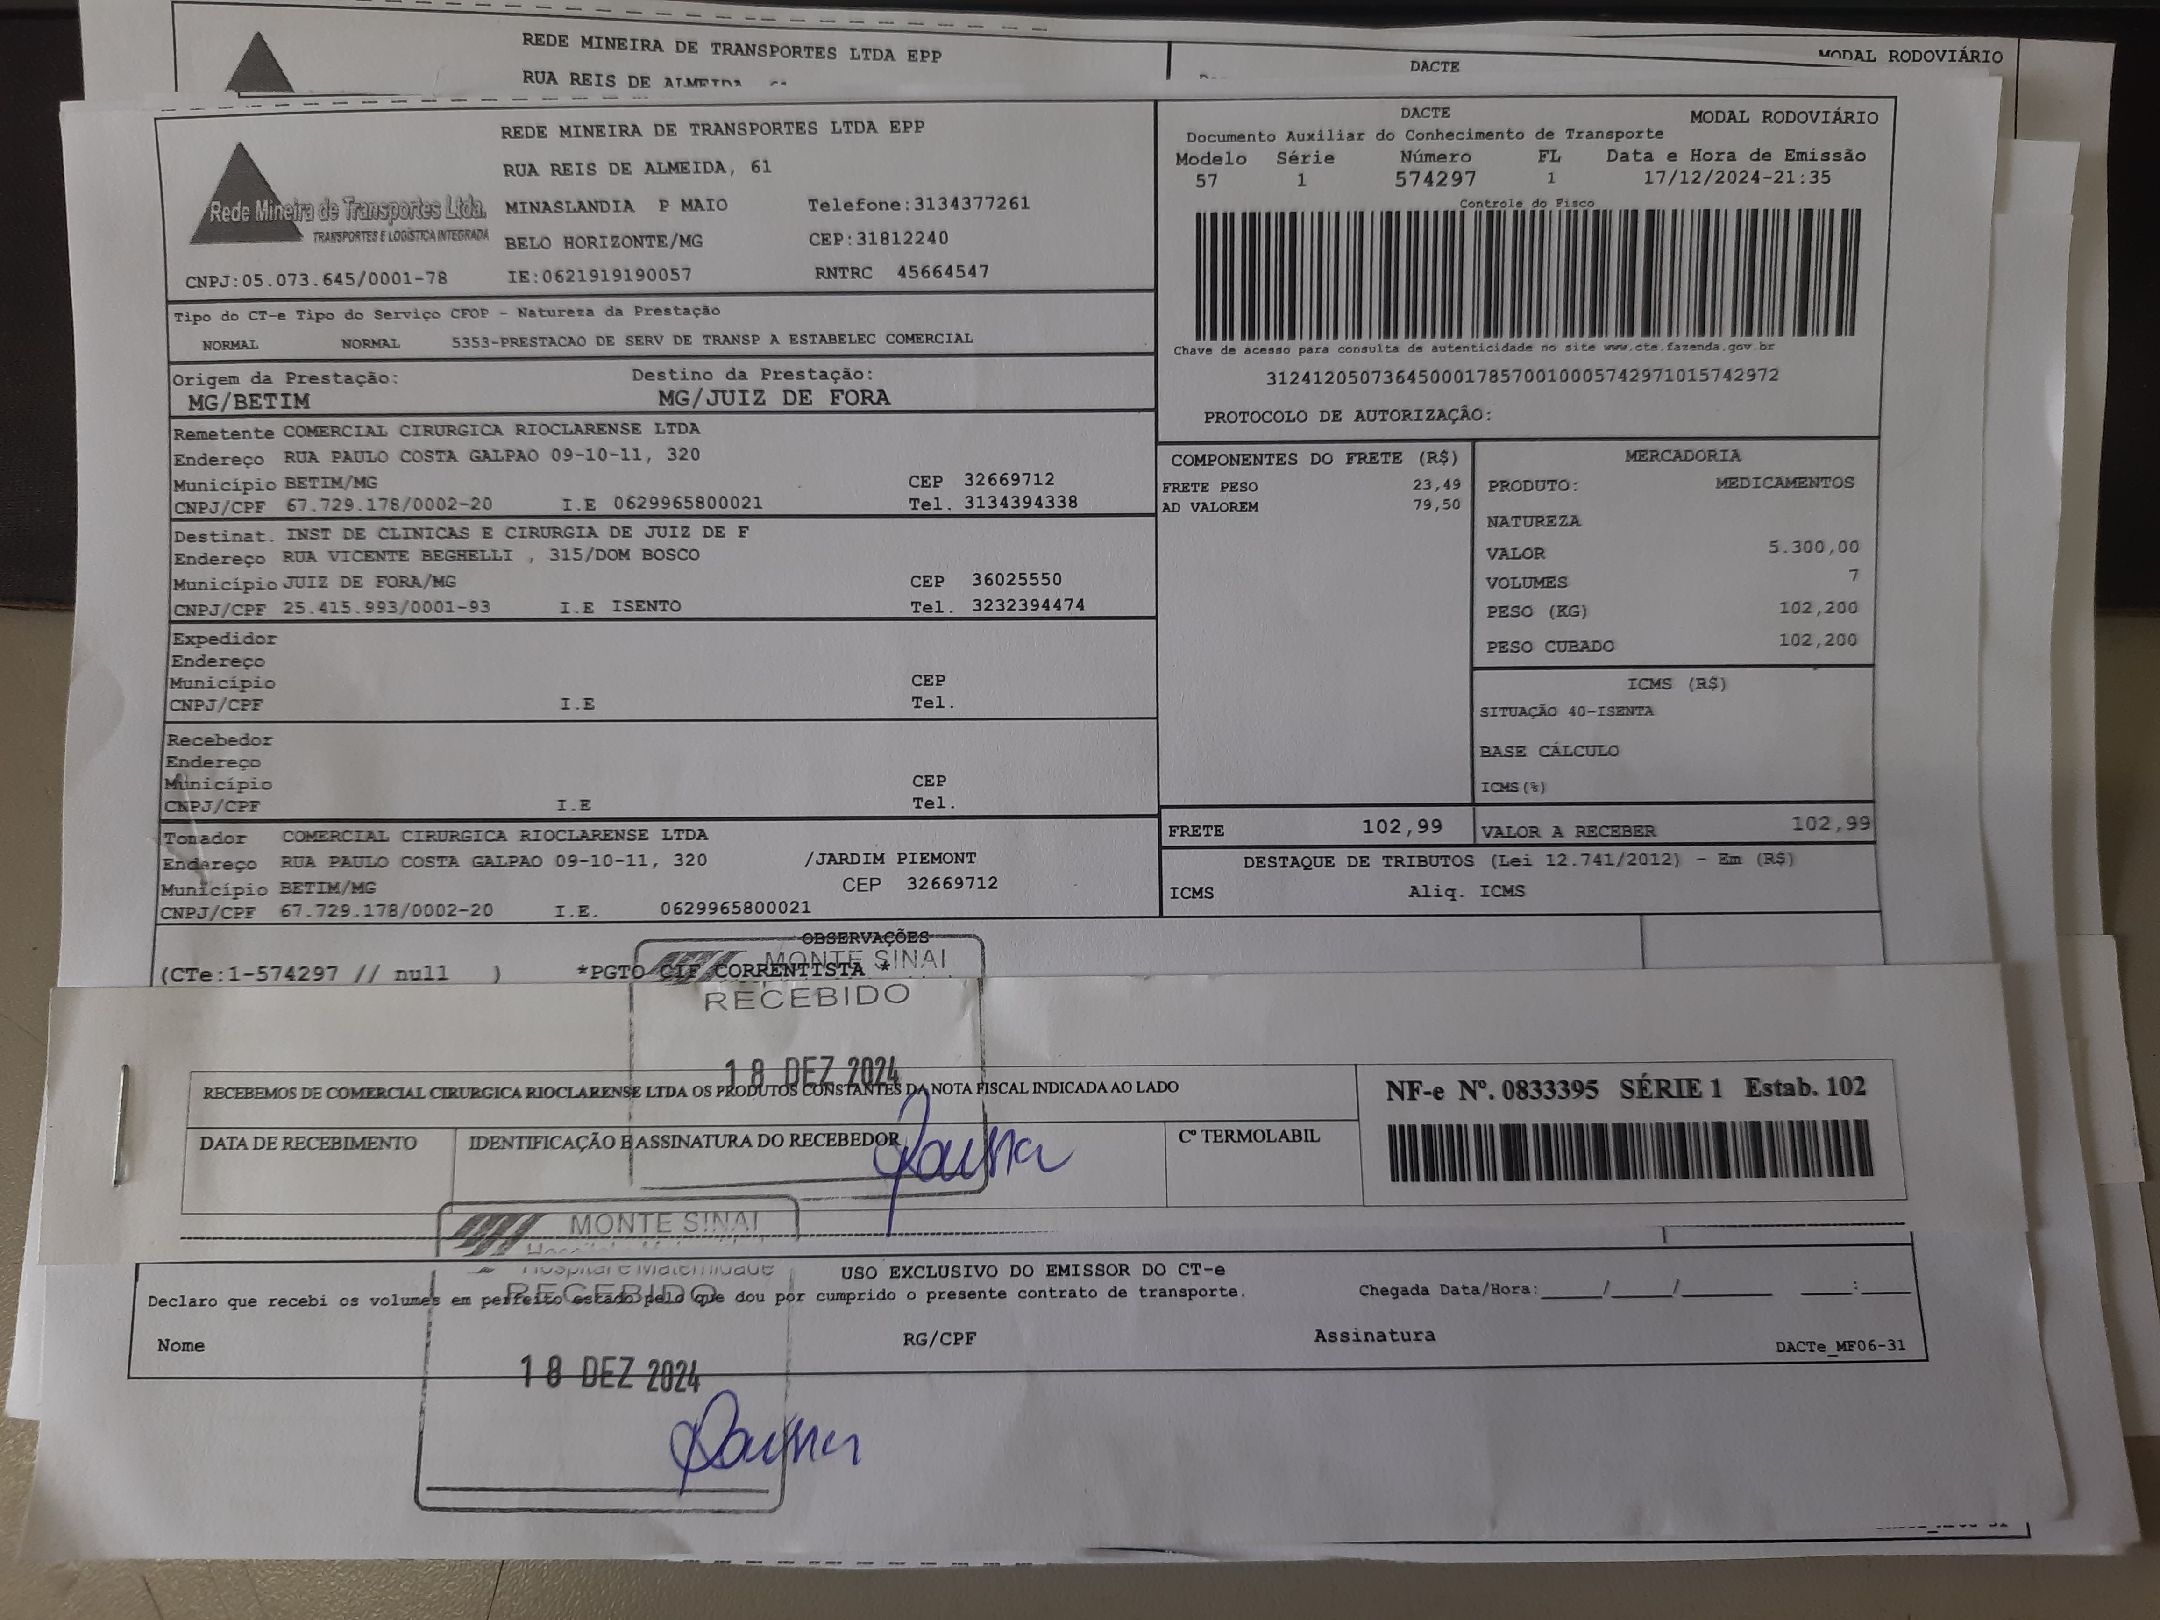 REDE MINEIRA DE TRANSPORTES LTDA EPP
RUA REIS DE ALMEIDA,
DACTE
MODAL RODOVIÁRIO
REDE MINEIRA DE TRANSPORTES LTDA EPP
RUA REIS DE ALMEIDA, 61
Rede Mineira de Transportes Ltda.
TRANSPORTES E LOGÍSTICA INTEGRADA
MINASLANDIA P MAIO Telefone:3134377261
BELO HORIZONTE/MG CEP:31812240
CNPJ:05.073.645/0001-78 IE:0621919190057 RNTRC 45664547
DACTE MODAL RODOVIÁRIO
Documento Auxiliar do Conhecimento de Transporte
Modelo Série Número FL Data e Hora de Emissão
57 1 574297 1 17/12/2024-21:35
Controle do Fisco
Chave de acesso para consulta de autenticidade no site www.cte.fazenda.gov.br
31241205073645000178570010005742971015742972
PROTOCOLO DE AUTORIZAÇÃO:
Tipo do CT-e Tipo do Serviço CFOP - Natureza da Prestação
NORMAL NORMAL 5353-PRESTACAO DE SERV DE TRANSP A ESTABELEC COMERCIAL
Origem da Prestação: Destino da Prestação:
MG/BETIM MG/JUIZ DE FORA
Remetente COMERCIAL CIRURGICA RIOCLARENSE LTDA
Endereço RUA PAULO COSTA GALPAO 09-10-11, 320
Município BETIM/MG CEP 32669712
CNPJ/CPF 67.729.178/0002-20 I.E 0629965800021 Tel. 3134394338
Destinat. INST DE CLINICAS E CIRURGIA DE JUIZ DE F
Endereço RUA VICENTE BEGHELLI , 315/DOM BOSCO
Município JUIZ DE FORA/MG CEP 36025550
CNPJ/CPF 25.415.993/0001-93 I.E ISENTO Tel. 3232394474
Expedidor
Endereço
Município CEP
CNPJ/CPF I.E Tel.
Recebedor
Endereço
Município CEP
CNPJ/CPF I.E Tel.
Tomador COMERCIAL CIRURGICA RIOCLARENSE LTDA
Endereço RUA PAULO COSTA GALPAO 09-10-11, 320 /JARDIM PIEMONT
Município BETIM/MG CEP 32669712
CNPJ/CPF 67.729.178/0002-20 I.E. 0629965800021
COMPONENTES DO FRETE (R$)
FRETE PESO 23,49
AD VALOREM 79,50
MERCADORIA
PRODUTO: MEDICAMENTOS
NATUREZA
VALOR 5.300,00
VOLUMES 7
PESO (KG) 102,200
PESO CUBADO 102,200
ICMS (R$)
SITUAÇÃO 40-ISENTA
BASE CÁLCULO
ICMS(%)
FRETE 102,99 VALOR A RECEBER 102,99
DESTAQUE DE TRIBUTOS (Lei 12.741/2012) - Em (R$)
ICMS Aliq. ICMS
OBSERVAÇÕES
(CTe:1-574297 // null ) *PGTO CIF CORRENTISTA *
MONTE SINAI
RECEBIDO
18 DEZ 2024
RECEBEMOS DE COMERCIAL CIRURGICA RIOCLARENSE LTDA OS PRODUTOS CONSTANTES DA NOTA FISCAL INDICADA AO LADO
DATA DE RECEBIMENTO IDENTIFICAÇÃO E ASSINATURA DO RECEBEDOR Cº TERMOLABIL
NF-e Nº. 0833395 SÉRIE 1 Estab. 102
MONTE SINAI
Hospital e Maternidade
RECEBIDO
18 DEZ 2024
USO EXCLUSIVO DO EMISSOR DO CT-e
Declaro que recebi os volumes em perfeito estado pelo que dou por cumprido o presente contrato de transporte. Chegada Data/Hora:____/____/______ ____:____
Nome RG/CPF Assinatura DACTe_MF06-31